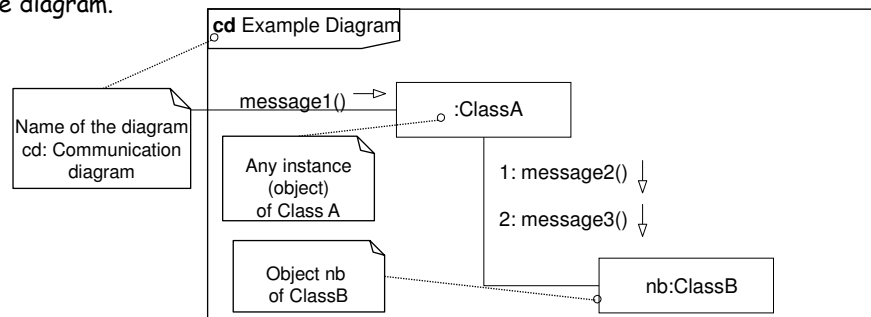 e diagram.
cd Example Diagram
message1()
:ClassA
Name of the diagram
cd: Communication
diagram
Any instance
(object)
of Class A
1: message2()
2: message3()
Object nb
of ClassB
nb:ClassB